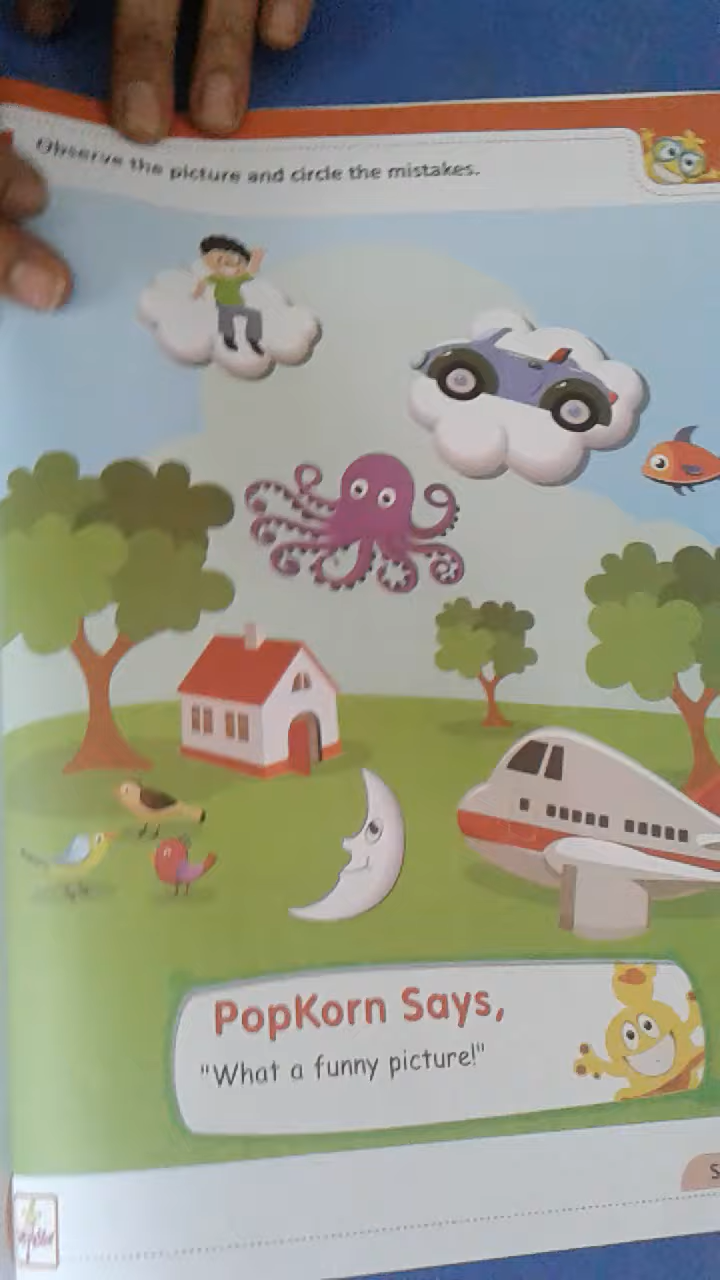 Observe the picture and circle the mistakes.
PopKorn Says,
"What a funny picture!"